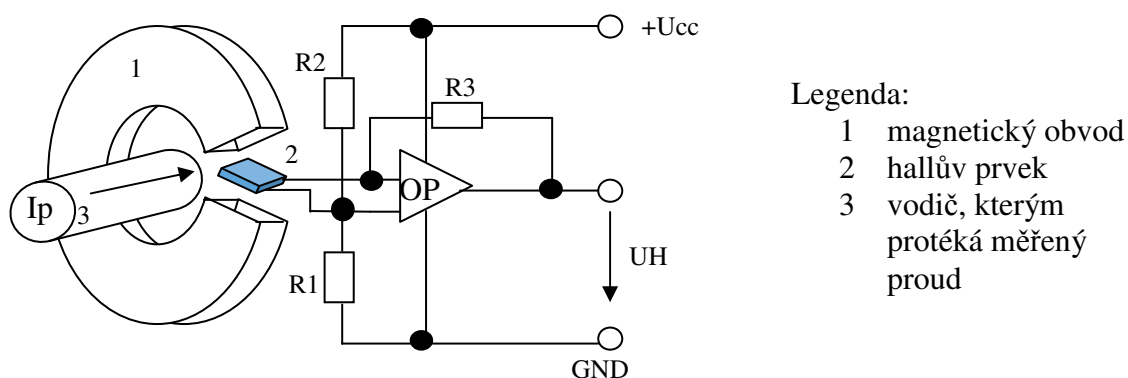 +Ucc
1
R2
R3
2
OP
Ip
3
R1
UH
GND
Legenda:
1 magnetický obvod
2 hallův prvek
3 vodič, kterým
protéká měřený
proud